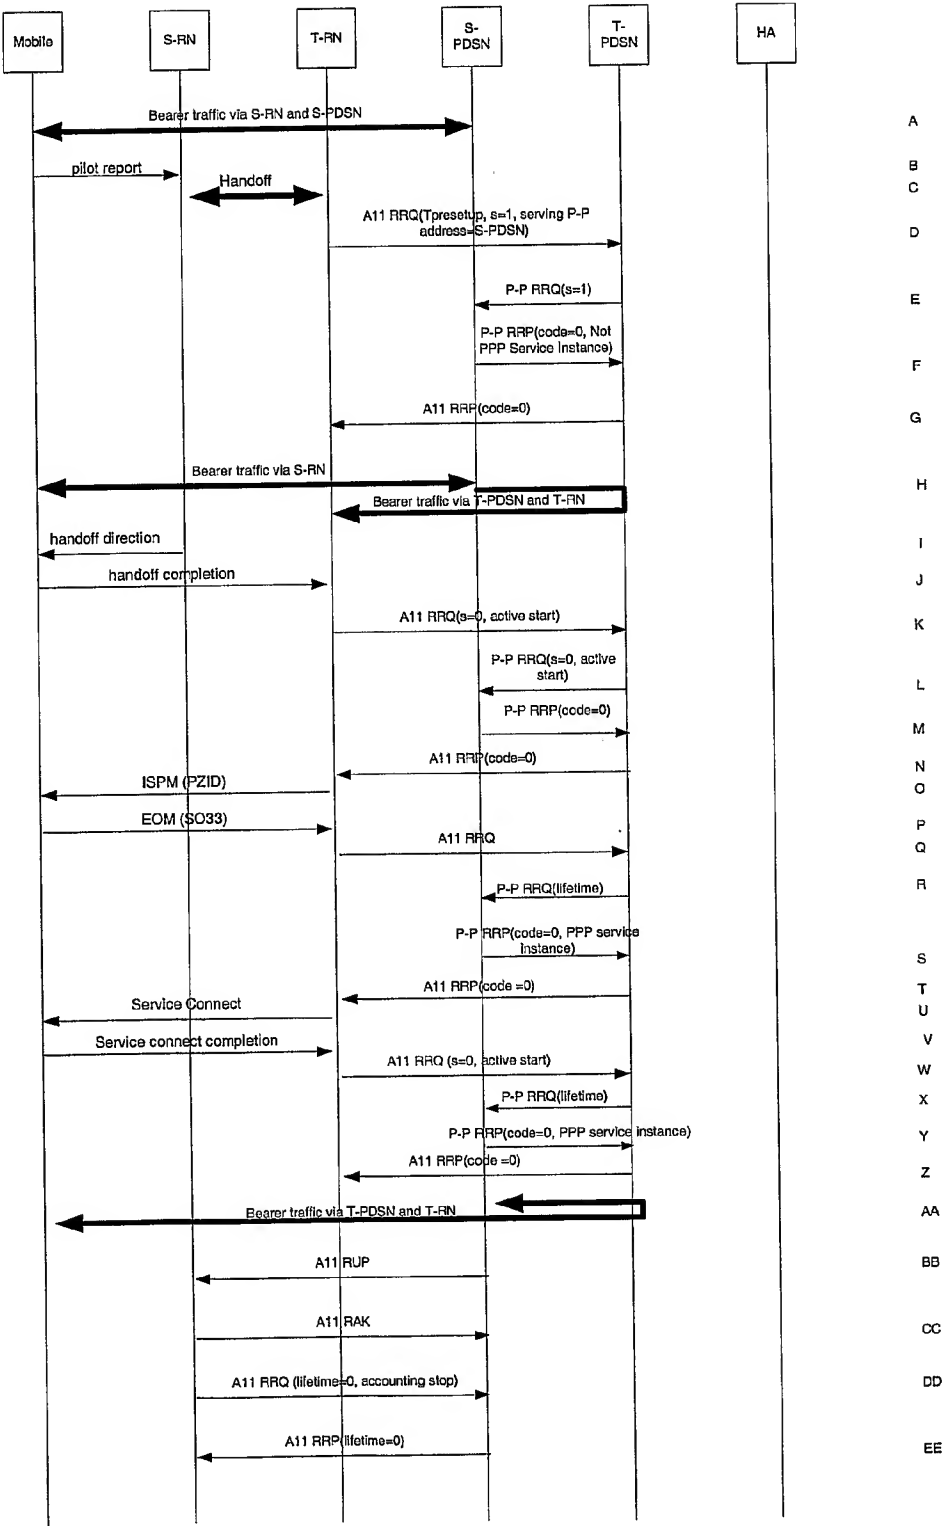 Mobile
S-RN
T-RN
S-
PDSN
T-
PDSN
HA
Bearer traffic via S-RN and S-PDSN
A
pilot report
B
Handoff
C
A11 RRQ(Tpresetup, s=1, serving P-P
address=S-PDSN)
D
P-P RRQ(s=1)
E
P-P RRP(code=0, Not
PPP Service Instance)
F
A11 RRP(code=0)
G
Bearer traffic via S-RN
H
Bearer traffic via T-PDSN and T-RN
handoff direction
I
handoff completion
J
A11 RRQ(s=0, active start)
K
P-P RRQ(s=0, active
start)
L
P-P RRP(code=0)
M
A11 RRP(code=0)
N
ISPM (PZID)
O
EOM (SO33)
P
A11 RRQ
Q
P-P RRQ(lifetime)
R
P-P RRP(code=0, PPP service
Instance)
S
A11 RRP(code =0)
T
Service Connect
U
Service connect completion
V
A11 RRQ (s=0, active start)
W
P-P RRQ(lifetime)
X
P-P RRP(code=0, PPP service instance)
Y
A11 RRP(code =0)
Z
Bearer traffic via T-PDSN and T-RN
AA
A11 RUP
BB
A11 RAK
CC
A11 RRQ (lifetime=0, accounting stop)
DD
A11 RRP(lifetime=0)
EE